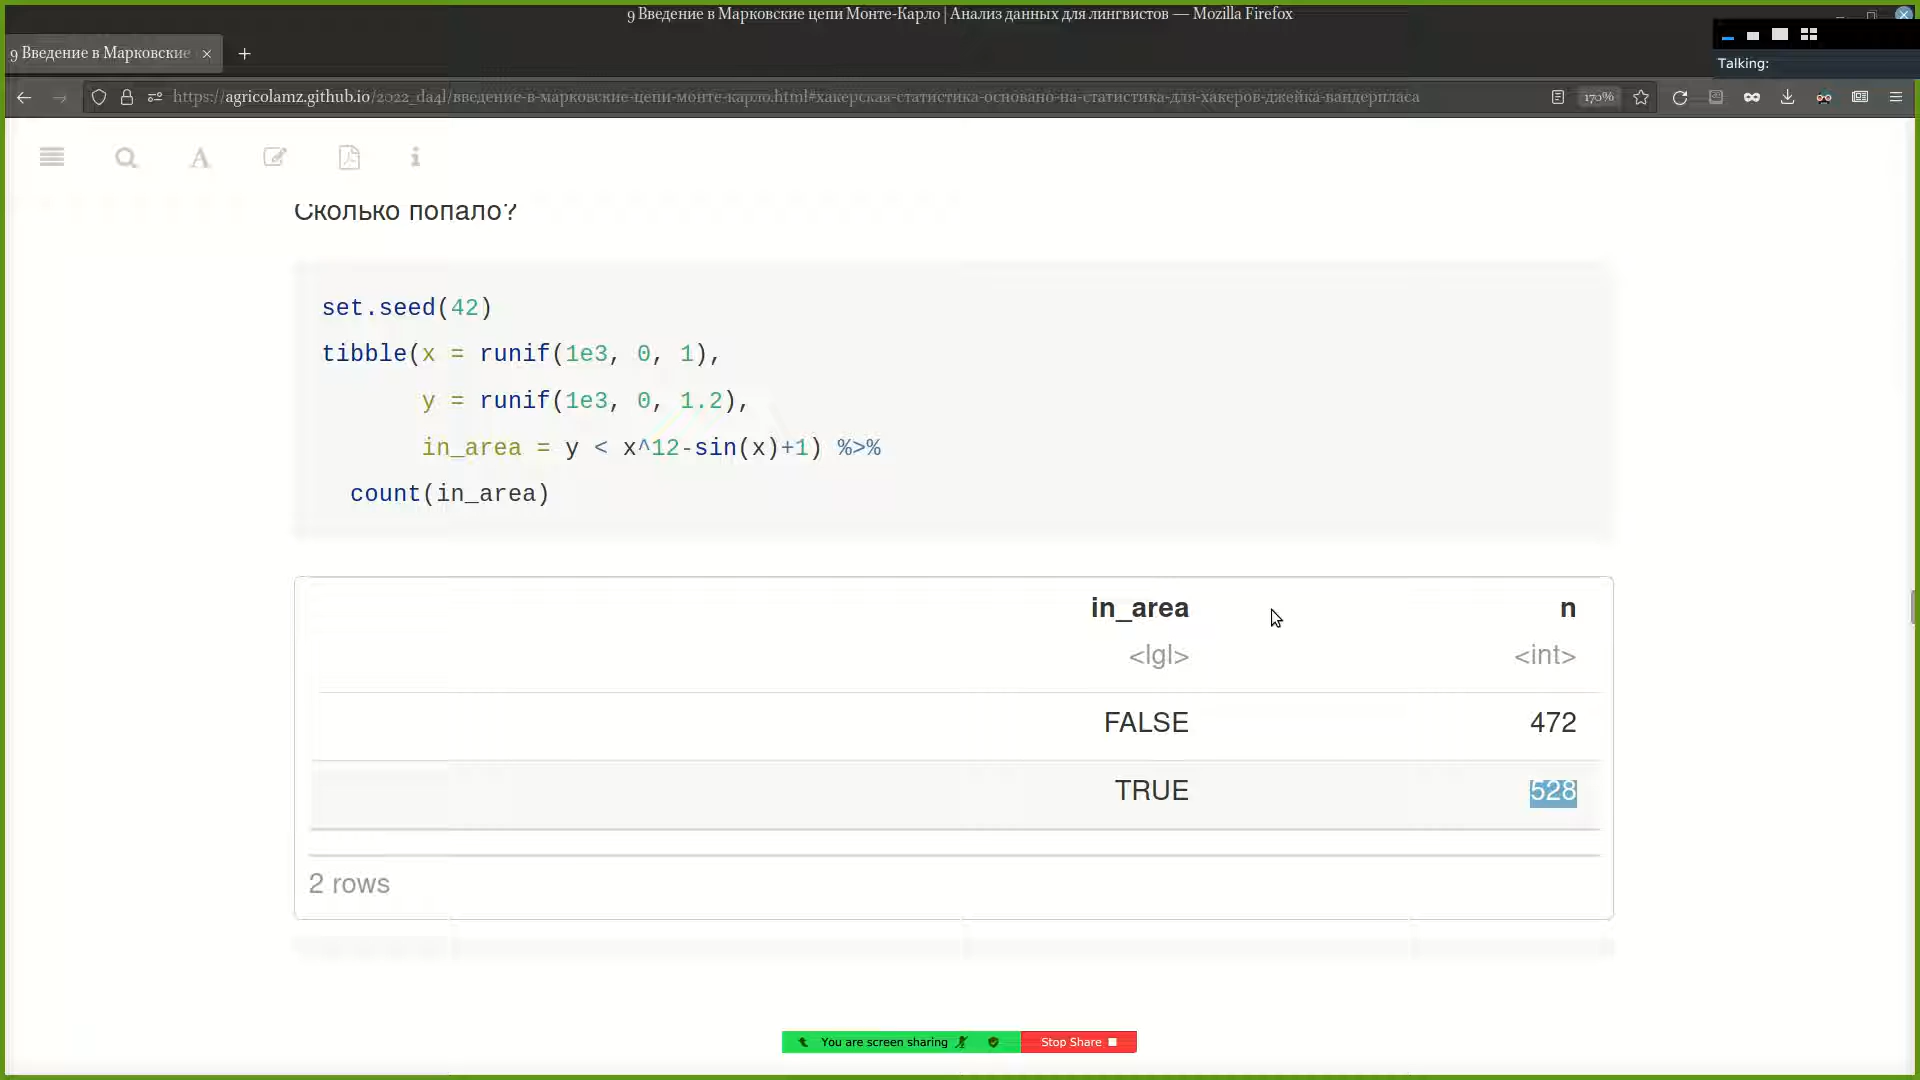 9 Введение в Марковские цепи Монте-Карло | Анализ данных для лингвистов — Mozilla Firefox
9 Введение в Марковские
Talking:
https://agricolamz.github.io/2022_da4l/введение-в-марковские-цепи-монте-карло.html#хакерская-статистика-основано-на-статистика-для-хакеров-джейка-вандерпласа
170%
Сколько попало?
set.seed(42)
tibble(x = runif(1e3, 0, 1),
y = runif(1e3, 0, 1.2),
in_area = y < x^12-sin(x)+1) %>%
count(in_area)
in_area n
<lgl> <int>
FALSE 472
TRUE 528
2 rows
You are screen sharing Stop Share